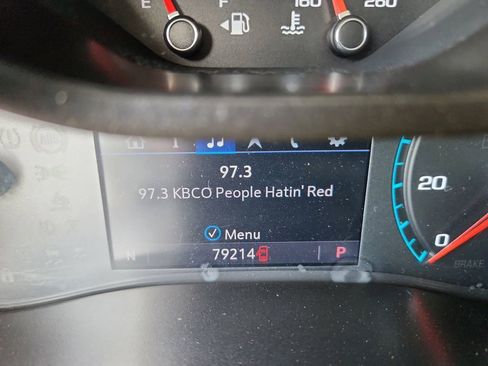 E F 160 260
97.3
97.3 KBCO People Hatin' Red
Menu
20
N 79214 P
0
BRAKE